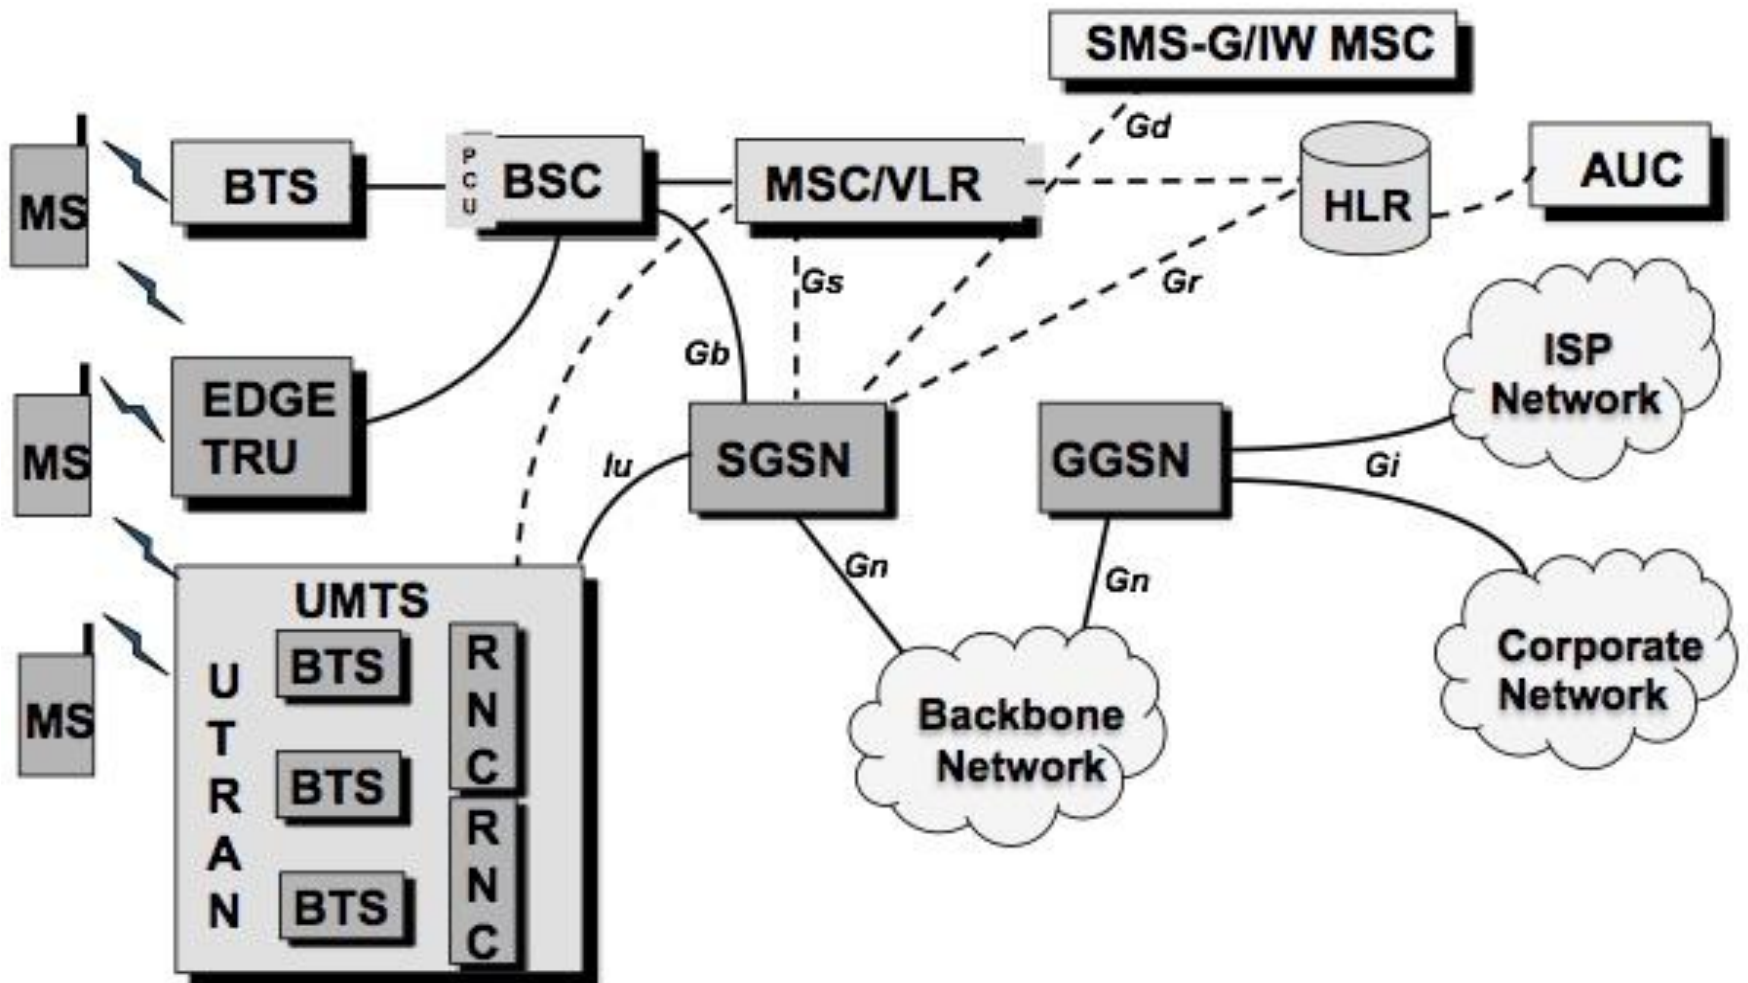 SMS-G/IW MSC
Gd
MS
BTS
P
C
U
BSC
MSC/VLR
HLR
AUC
Gs
Gr
Gb
ISP
Network
MS
EDGE
TRU
Iu
SGSN
GGSN
Gi
Gn
Gn
UMTS
MS
U
T
R
A
N
BTS
BTS
BTS
R
N
C
R
N
C
Backbone
Network
Corporate
Network